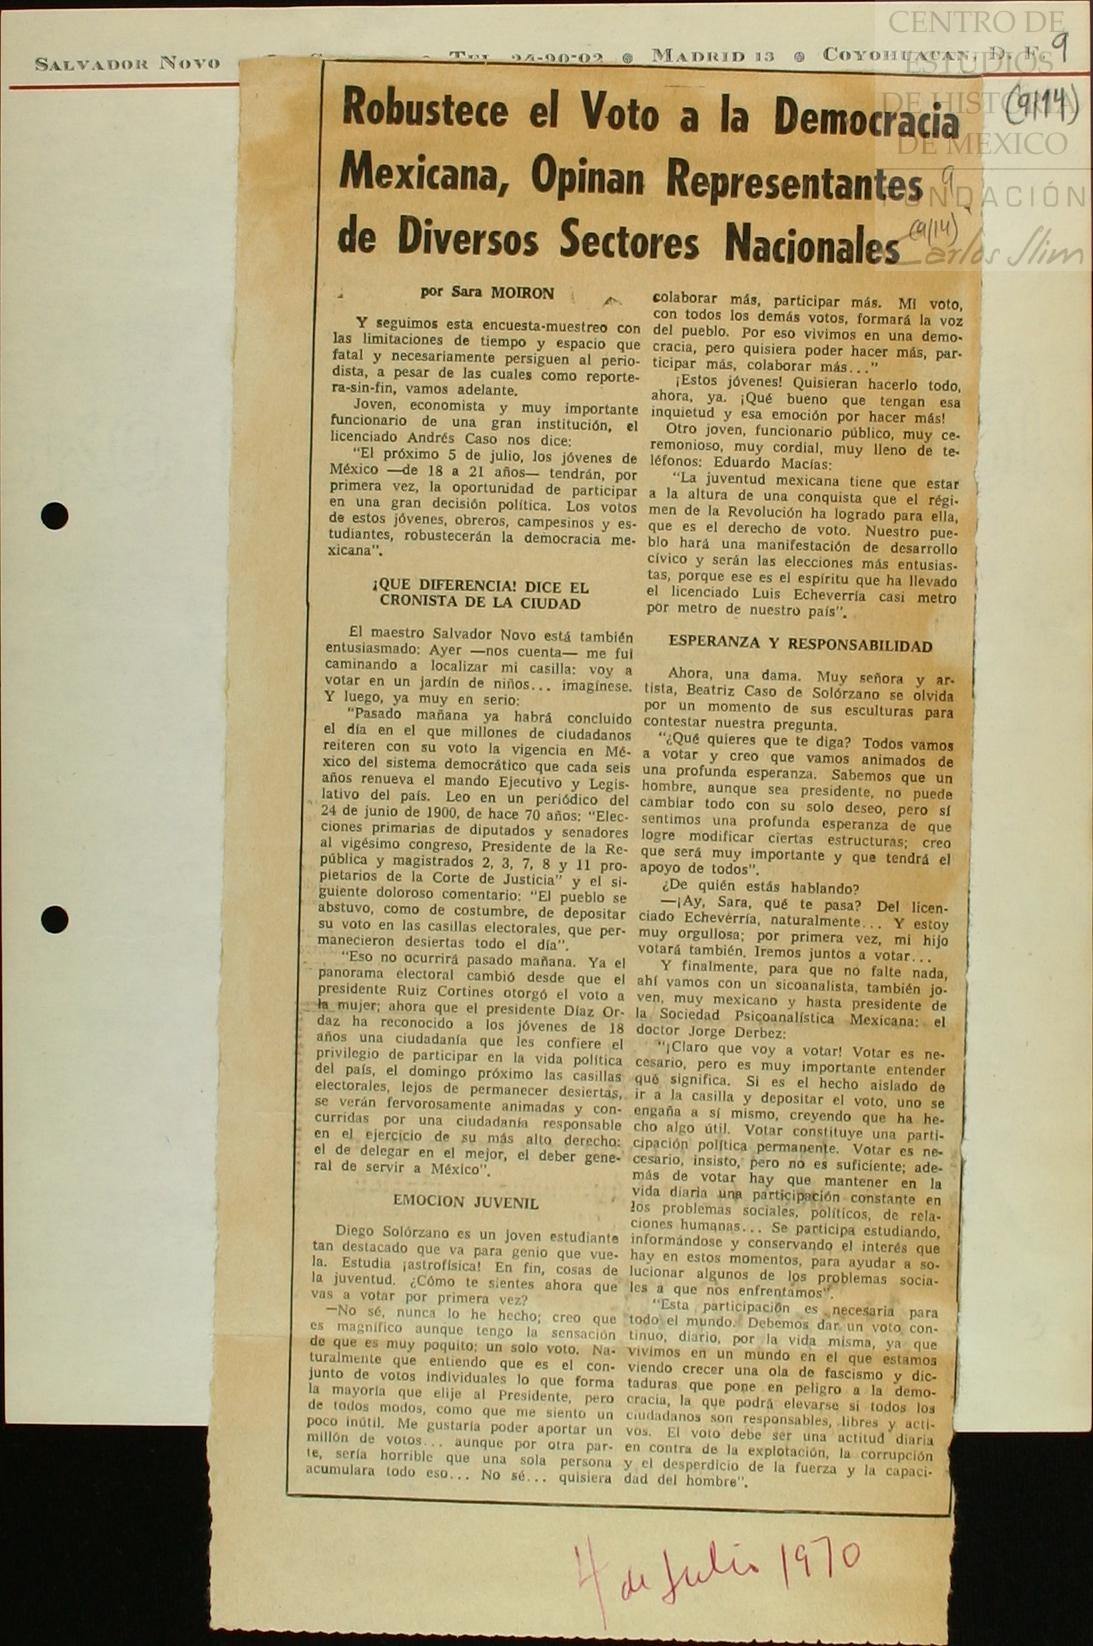 CENTRO DE
ESTUDIOS
DE HISTORIA
DE MÉXICO
FUNDACIÓN
Carlos Slim
SALVADOR NOVO
TEL. 24-90-02 MADRID 13 COYOHUACAN, D. F.
9
(9/14)
Robustece el Voto a la Democracia
Mexicana, Opinan Representantes
de Diversos Sectores Nacionales
9
(9/14)
por Sara MOIRON
Y seguimos esta encuesta-muestreo con
las limitaciones de tiempo y espacio que
fatal y necesariamente persiguen al perio-
dista, a pesar de las cuales como reporte-
ra-sin-fin, vamos adelante.
Joven, economista y muy importante
funcionario de una gran institución, el
licenciado Andrés Caso nos dice:
"El próximo 5 de julio, los jóvenes de
México —de 18 a 21 años— tendrán, por
primera vez, la oportunidad de participar
en una gran decisión política. Los votos
de estos jóvenes, obreros, campesinos y es-
tudiantes, robustecerán la democracia me-
xicana".
¡QUE DIFERENCIA! DICE EL
CRONISTA DE LA CIUDAD
El maestro Salvador Novo está también
entusiasmado: Ayer —nos cuenta— me fui
caminando a localizar mi casilla: voy a
votar en un jardín de niños... imagínese.
Y luego, ya muy en serio:
"Pasado mañana ya habrá concluido
el día en el que millones de ciudadanos
reiteren con su voto la vigencia en Mé-
xico del sistema democrático que cada seis
años renueva el mando Ejecutivo y Legis-
lativo del país. Leo en un periódico del
24 de junio de 1900, de hace 70 años: "Elec-
ciones primarias de diputados y senadores
al vigésimo congreso, Presidente de la Re-
pública y magistrados 2, 3, 7, 8 y 11 pro-
pietarios de la Corte de Justicia" y el si-
guiente doloroso comentario: "El pueblo se
abstuvo, como de costumbre, de depositar
su voto en las casillas electorales, que per-
manecieron desiertas todo el día".
"Eso no ocurrirá pasado mañana. Ya el
panorama electoral cambió desde que el
presidente Ruiz Cortines otorgó el voto a
la mujer; ahora que el presidente Díaz Or-
daz ha reconocido a los jóvenes de 18
años una ciudadanía que les confiere el
privilegio de participar en la vida política
del país, el domingo próximo las casillas
electorales, lejos de permanecer desiertas,
se verán fervorosamente animadas y con-
curridas por una ciudadanía responsable
en el ejercicio de su más alto derecho:
el de delegar en el mejor, el deber gene-
ral de servir a México".
EMOCION JUVENIL
Diego Solórzano es un joven estudiante
tan destacado que va para genio que vue-
la. Estudia ¡astrofísica! En fin, cosas de
la juventud. ¿Cómo te sientes ahora que
vas a votar por primera vez?
—No sé, nunca lo he hecho; creo que
es magnífico aunque tengo la sensación
de que es muy poquito; un solo voto. Na-
turalmente que entiendo que es el con-
junto de votos individuales lo que forma
la mayoría que elije al Presidente, pero
de todos modos, como que me siento un
poco inútil. Me gustaría poder aportar un
millón de votos... aunque por otra par-
te, sería horrible que una sola persona
acumulara todo eso... No sé... quisiera
colaborar más, participar más. Mi voto,
con todos los demás votos, formará la voz
del pueblo. Por eso vivimos en una demo-
cracia, pero quisiera poder hacer más, par-
ticipar más, colaborar más..."
¡Estos jóvenes! Quisieran hacerlo todo,
ahora, ya. ¡Qué bueno que tengan esa
inquietud y esa emoción por hacer más!
Otro joven, funcionario público, muy ce-
remonioso, muy cordial, muy lleno de te-
léfonos: Eduardo Macías:
"La juventud mexicana tiene que estar
a la altura de una conquista que el régi-
men de la Revolución ha logrado para ella,
que es el derecho de voto. Nuestro pue-
blo hará una manifestación de desarrollo
cívico y serán las elecciones más entusias-
tas, porque ese es el espíritu que ha llevado
el licenciado Luis Echeverría casi metro
por metro de nuestro país".
ESPERANZA Y RESPONSABILIDAD
Ahora, una dama. Muy señora y ar-
tista, Beatriz Caso de Solórzano se olvida
por un momento de sus esculturas para
contestar nuestra pregunta.
"¿Qué quieres que te diga? Todos vamos
a votar y creo que vamos animados de
una profunda esperanza. Sabemos que un
hombre, aunque sea presidente, no puede
cambiar todo con su solo deseo, pero sí
sentimos una profunda esperanza de que
logre modificar ciertas estructuras; creo
que será muy importante y que tendrá el
apoyo de todos".
¿De quién estás hablando?
—¡Ay, Sara, qué te pasa? Del licen-
ciado Echevérría, naturalmente... Y estoy
muy orgullosa; por primera vez, mi hijo
votará también. Iremos juntos a votar...
Y finalmente, para que no falte nada,
ahí vamos con un sicoanalista, también jo-
ven, muy mexicano y hasta presidente de
la Sociedad Psicoanalística Mexicana: el
doctor Jorge Derbez:
"¡Claro que voy a votar! Votar es ne-
cesario, pero es muy importante entender
qué significa. Si es el hecho aislado de
ir a la casilla y depositar el voto, uno se
engaña a sí mismo, creyendo que ha he-
cho algo útil. Votar constituye una parti-
cipación política permanente. Votar es ne-
cesario, insisto, pero no es suficiente; ade-
más de votar hay que mantener en la
vida diaria una participación constante en
los problemas sociales, políticos, de rela-
ciones humanas... Se participa estudiando,
informándose y conservando el interés que
hay en estos momentos, para ayudar a so-
lucionar algunos de los problemas socia-
les a que nos enfrentamos".
"Esta participación es necesaria para
todo el mundo. Debemos dar un voto con-
tinuo, diario, por la vida misma, ya que
vivimos en un mundo en el que estamos
viendo crecer una ola de fascismo y dic-
taduras que pone en peligro a la demo-
cracia, la que podrá elevarse si todos los
ciudadanos son responsables, libres y acti-
vos. El voto debe ser una actitud diaria
en contra de la explotación, la corrupción
y el desperdicio de la fuerza y la capaci-
dad del hombre".
4 de Julio 1970